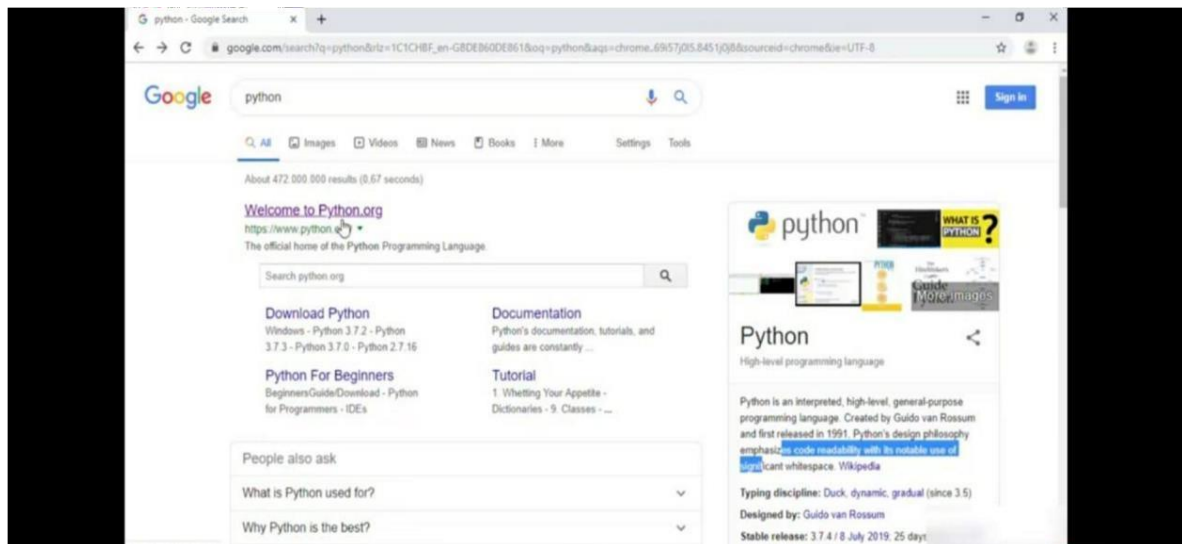 python - Google Search
google.com/search?q=python&rlz=1C1CHBF_en-GBDE860DE861&oq=python&aqs=chrome..69i57j0l5.8451j0j8&sourceid=chrome&ie=UTF-8
Google
python
Sign in
All Images Videos News Books More Settings Tools
About 472.000.000 results (0,67 seconds)
Welcome to Python.org
https://www.python.
The official home of the Python Programming Language.
Search python.org
Download Python
Windows - Python 3.7.2 - Python
3.7.3 - Python 3.7.0 - Python 2.7.16
Documentation
Python's documentation, tutorials, and
guides are constantly ...
Python For Beginners
BeginnersGuide/Download - Python
for Programmers - IDEs
Tutorial
1. Whetting Your Appetite -
Dictionaries - 9. Classes - ...
People also ask
What is Python used for?
Why Python is the best?
python
WHAT IS
PYTHON ?
PYTHON
Guide
More images
Python
High-level programming language
Python is an interpreted, high-level, general-purpose
programming language. Created by Guido van Rossum
and first released in 1991, Python's design philosophy
emphasizes code readability with its notable use of
significant whitespace. Wikipedia
Typing discipline: Duck, dynamic, gradual (since 3.5)
Designed by: Guido van Rossum
Stable release: 3.7.4 / 8 July 2019; 25 days